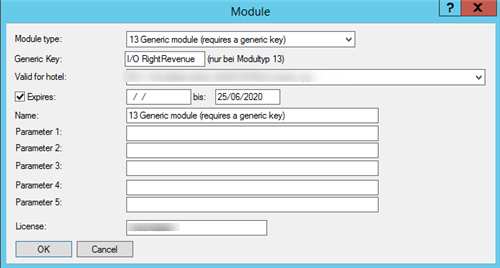 Module
? X
Module type: 13 Generic module (requires a generic key)
Generic Key: I/O RightRevenue (nur bei Modultyp 13)
Valid for hotel:
Expires: / / bis: 25/06/2020
Name: 13 Generic module (requires a generic key)
Parameter 1:
Parameter 2:
Parameter 3:
Parameter 4:
Parameter 5:
License:
OK Cancel